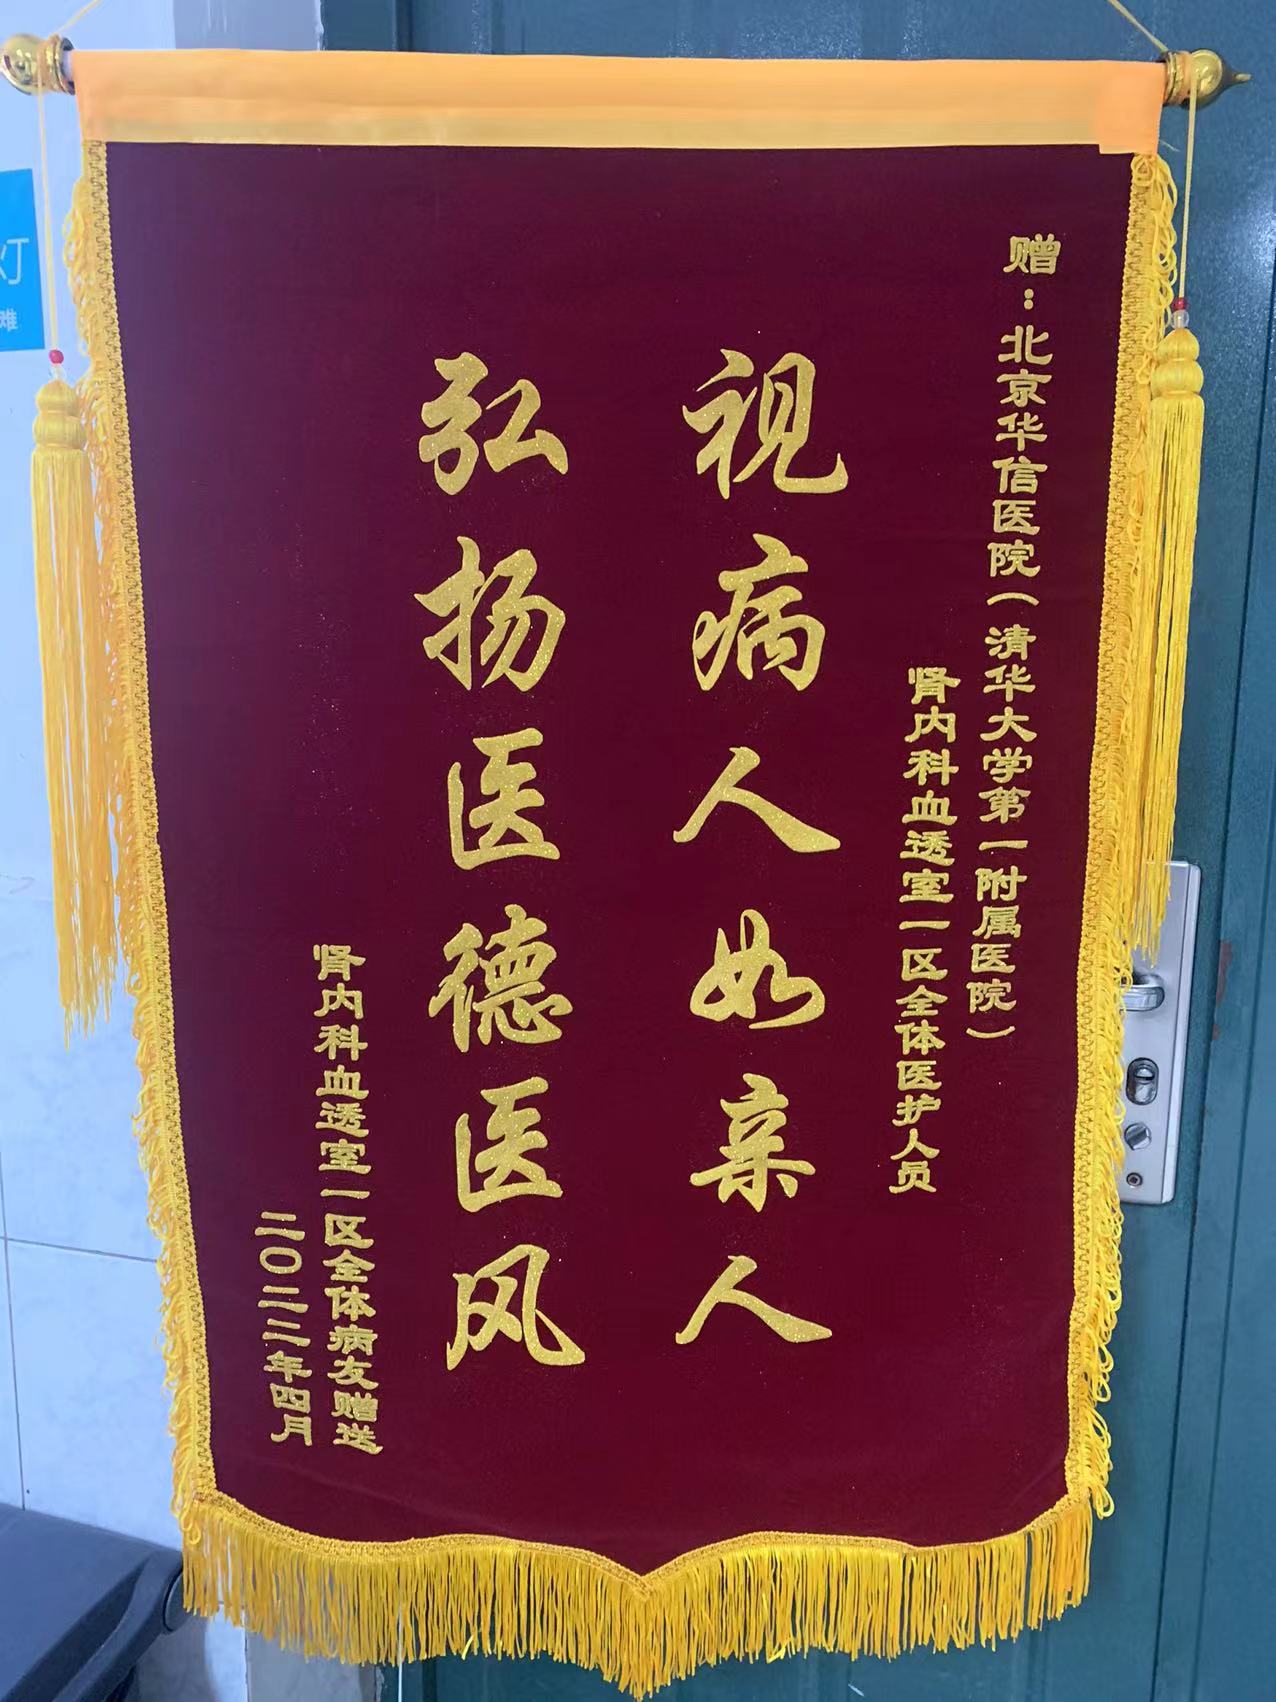 赠：北京华信医院（清华大学第一附属医院）
肾内科血透室一区全体医护人员
视病人如亲人
弘扬医德医风
肾内科血透室一区全体病友赠送
二〇二二年四月
灯
难